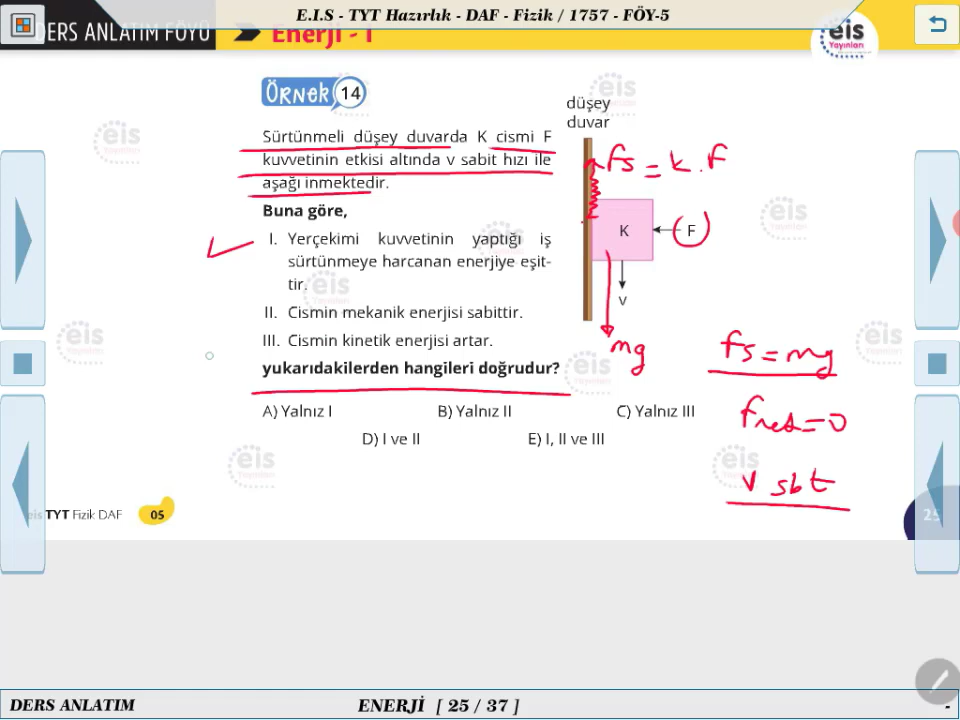 E.I.S - TYT Hazırlık - DAF - Fizik / 1757 - FÖY-5
DERS ANLATIM FÖYÜ
Enerji - I
eis
Yayınları
ÖRNEK 14
Sürtünmeli düşey duvarda K cismi F
kuvvetinin etkisi altında v sabit hızı ile
aşağı inmektedir.
Buna göre,
I. Yerçekimi kuvvetinin yaptığı iş
sürtünmeye harcanan enerjiye eşit-
tir.
II. Cismin mekanik enerjisi sabittir.
III. Cismin kinetik enerjisi artar.
yukarıdakilerden hangileri doğrudur?
A) Yalnız I
B) Yalnız II
C) Yalnız III
D) I ve II
E) I, II ve III
düşey
duvar
fs = k . F
K
F
v
mg
fs = mg
fnet = 0
v sbt
eis TYT Fizik DAF
05
25
DERS ANLATIM
ENERJİ [ 25 / 37 ]
-